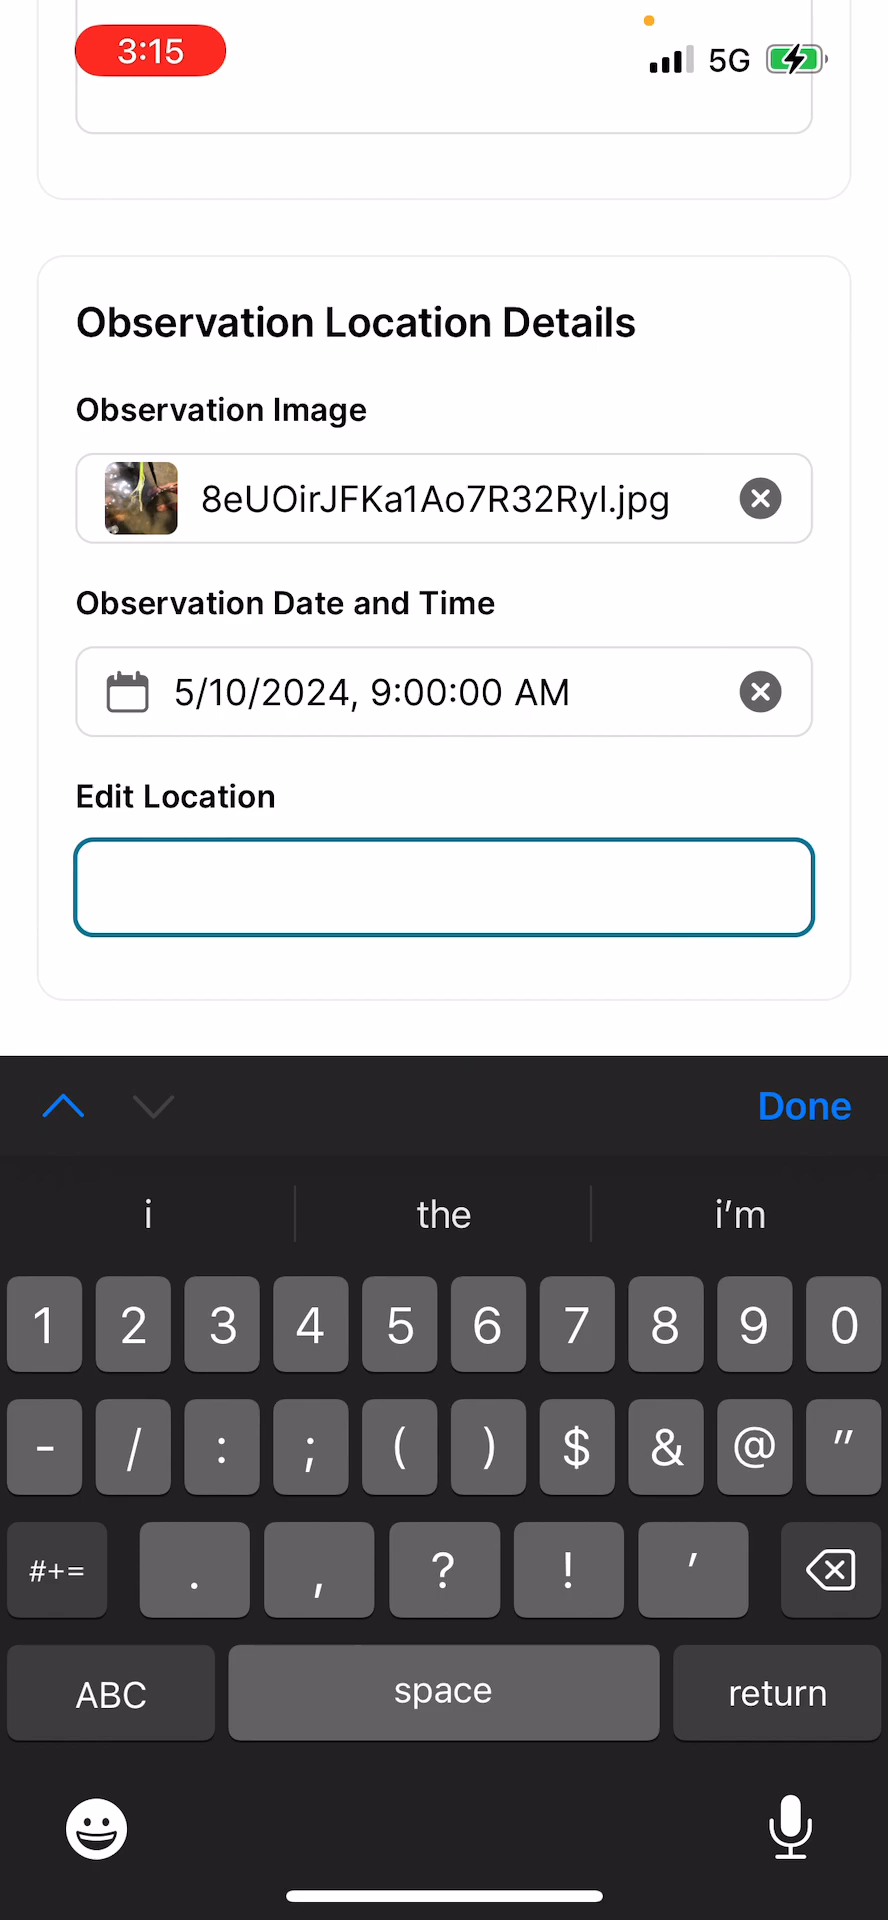 3:15
5G
Observation Location Details
Observation Image
8eUOirJFKa1Ao7R32RyI.jpg
Observation Date and Time
5/10/2024, 9:00:00 AM
Edit Location
Done
i the i'm
1 2 3 4 5 6 7 8 9 0
- / : ; ( ) $ & @ "
#+= . , ? ! '
ABC space return